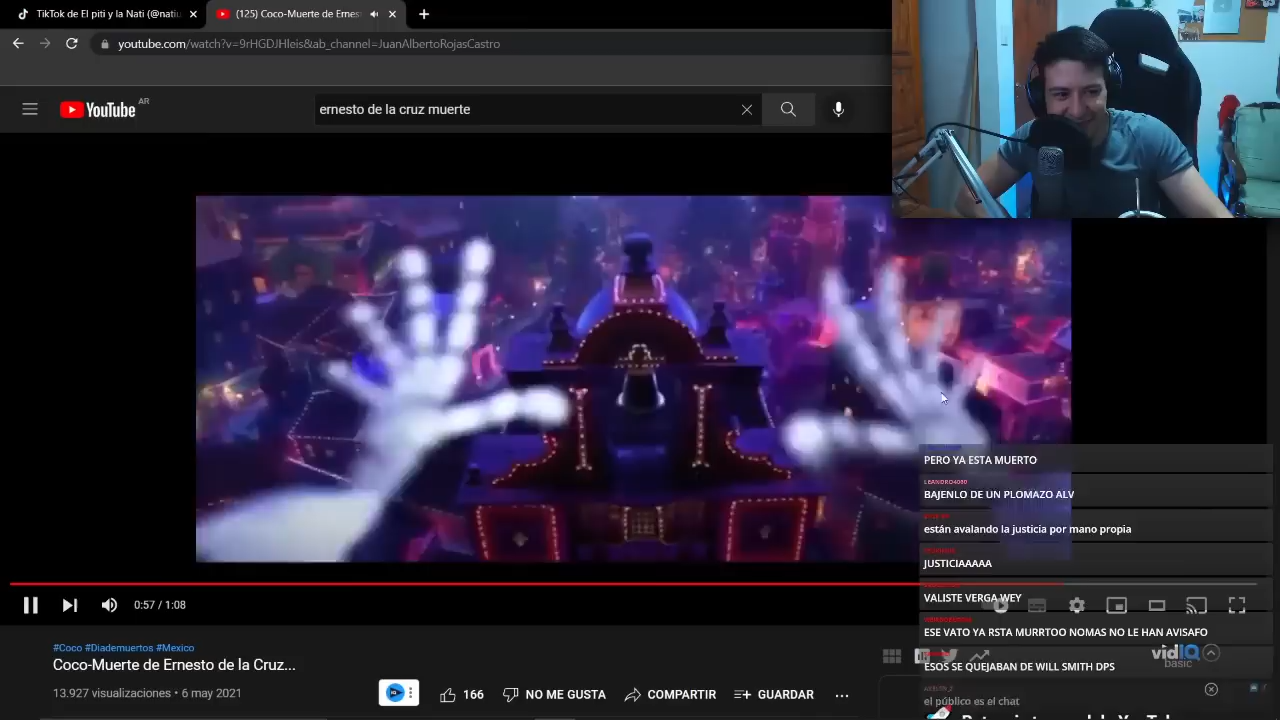 TikTok de El piti y la Nati (@natiu
(125) Coco-Muerte de Ernes
youtube.com/watch?v=9rHGDJHleis&ab_channel=JuanAlbertoRojasCastro
YouTube AR
ernesto de la cruz muerte
PERO YA ESTA MUERTO
LEANDRO4080
BAJENLO DE UN PLOMAZO ALV
están avalando la justicia por mano propia
JUSTICIAAAAA
VALISTE VERGA WEY
0:57 / 1:08
ESE VATO YA RSTA MURRTOO NOMAS NO LE HAN AVISAFO
#Coco #Diademuertos #Mexico
Coco-Muerte de Ernesto de la Cruz...
vidIQ
basic
ESOS SE QUEJABAN DE WILL SMITH DPS
13.927 visualizaciones • 6 may 2021
166
NO ME GUSTA
COMPARTIR
GUARDAR
el público es el chat